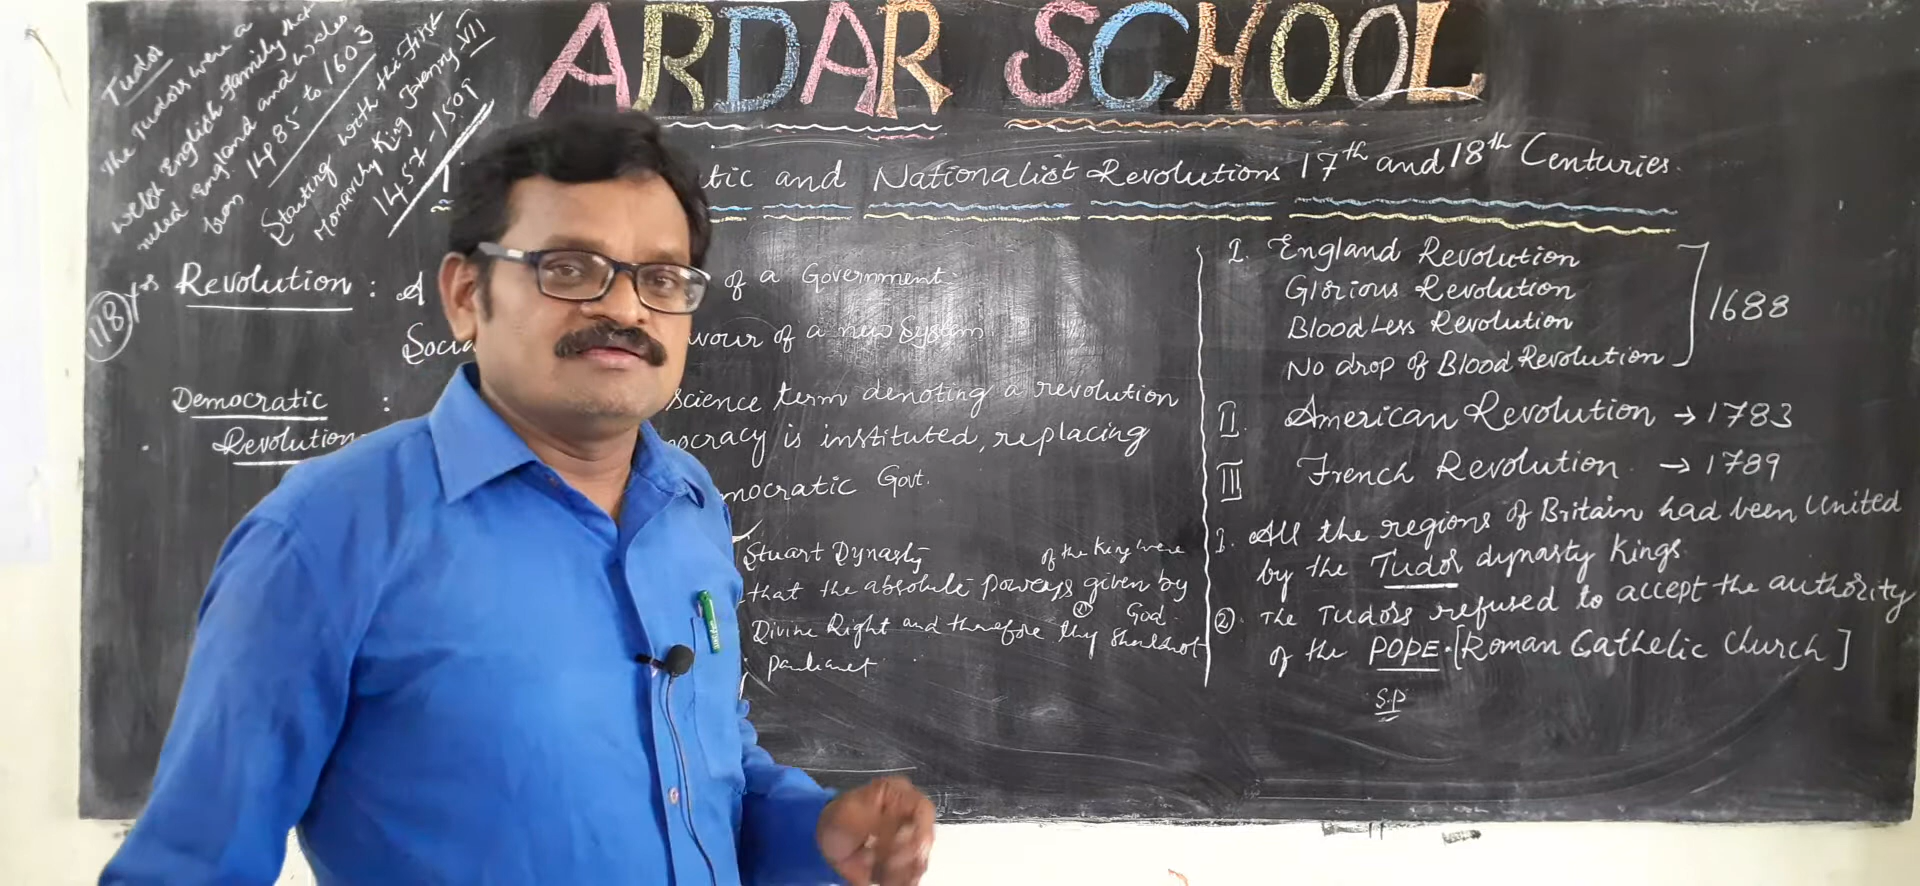 ARDAR SCHOOL
Tudor
The Tudors were a
Welsh English family that
ruled England and wales
from 1485 to 1603
Starting with the First
Monarchy King Henry VII
1457-1509
tic and Nationalist Revolutions 17th and 18th Centuries.
118 yrs
Revolution : A
of a Government
Socia
vour of a new System
Democratic :
Revolution
science term denoting a revolution
ocracy is instituted, replacing
mocratic Govt.
Stuart Dynasty
of the King were
that the absolute powers given by
God
Divine Right and therefore they should not
I. England Revolution
Glorious Revolution
BloodLess Revolution
No drop of Blood Revolution
1688
II. American Revolution → 1783
III French Revolution → 1789
1. All the regions of Britain had been United
by the Tudor dynasty Kings
2. The Tudors refused to accept the authority
of the POPE. [Roman Catholic Church]
S.P